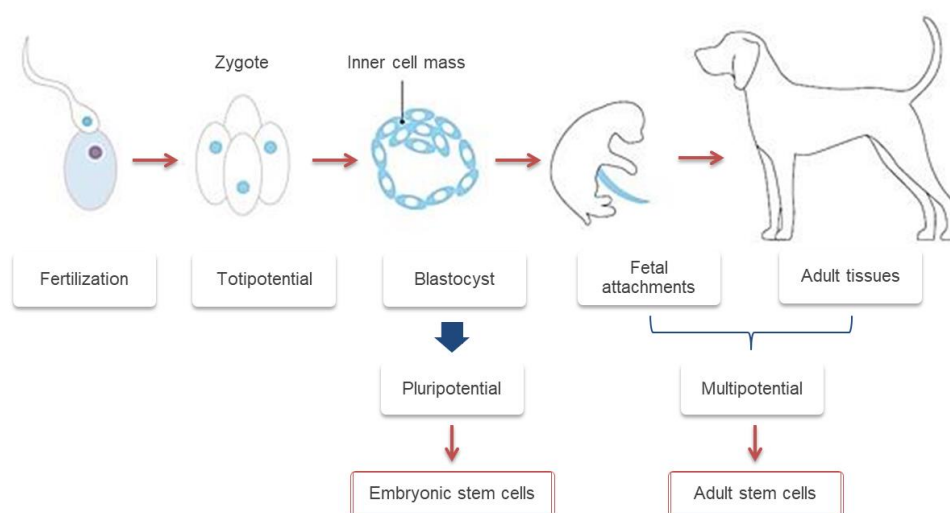 Zygote
Inner cell mass
Fertilization
Totipotential
Blastocyst
Fetal
attachments
Adult tissues
Pluripotential
Multipotential
Embryonic stem cells
Adult stem cells